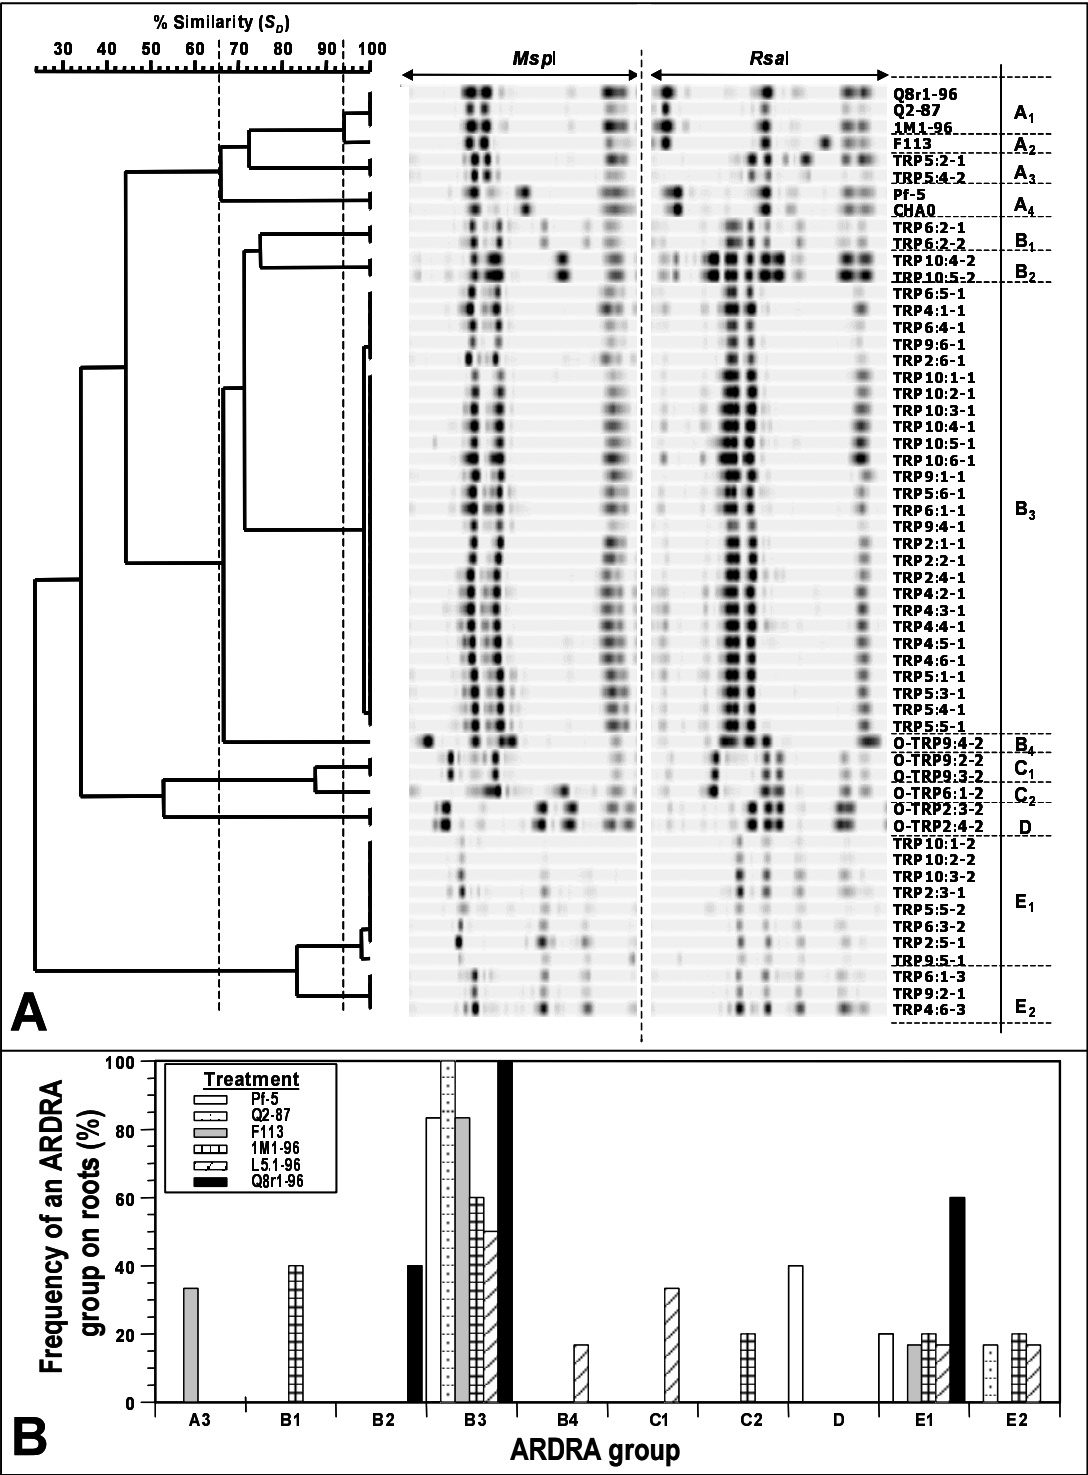 % Similarity (SD)
30 40 50 60 70 80 90 100
MspI RsaI
Q8r1-96
Q2-87
A1
1M1-96
F113
A2
TRP5:2-1
A3
TRP5:4-2
Pf-5
A4
CHA0
TRP6:2-1
B1
TRP6:2-2
TRP10:4-2
B2
TRP10:5-2
TRP6:5-1
TRP4:1-1
TRP6:4-1
TRP9:6-1
TRP2:6-1
TRP10:1-1
TRP10:2-1
TRP10:3-1
TRP10:4-1
TRP10:5-1
TRP10:6-1
TRP9:1-1
TRP5:6-1
TRP6:1-1
B3
TRP9:4-1
TRP2:1-1
TRP2:2-1
TRP2:4-1
TRP4:2-1
TRP4:3-1
TRP4:4-1
TRP4:5-1
TRP4:6-1
TRP5:1-1
TRP5:3-1
TRP5:4-1
TRP5:5-1
O-TRP9:4-2
B4
O-TRP9:2-2
C1
O-TRP9:3-2
O-TRP6:1-2
C2
O-TRP2:3-2
O-TRP2:4-2
D
TRP10:1-2
TRP10:2-2
TRP10:3-2
TRP2:3-1
E1
TRP5:5-2
TRP6:3-2
TRP2:5-1
TRP9:5-1
TRP6:1-3
TRP9:2-1
TRP4:6-3
E2
A
Frequency of an ARDRA
group on roots (%)
100
80
60
40
20
0
Treatment
Pf-5
Q2-87
F113
1M1-96
L5.1-96
Q8r1-96
A3 B1 B2 B3 B4 C1 C2 D E1 E2
ARDRA group
B